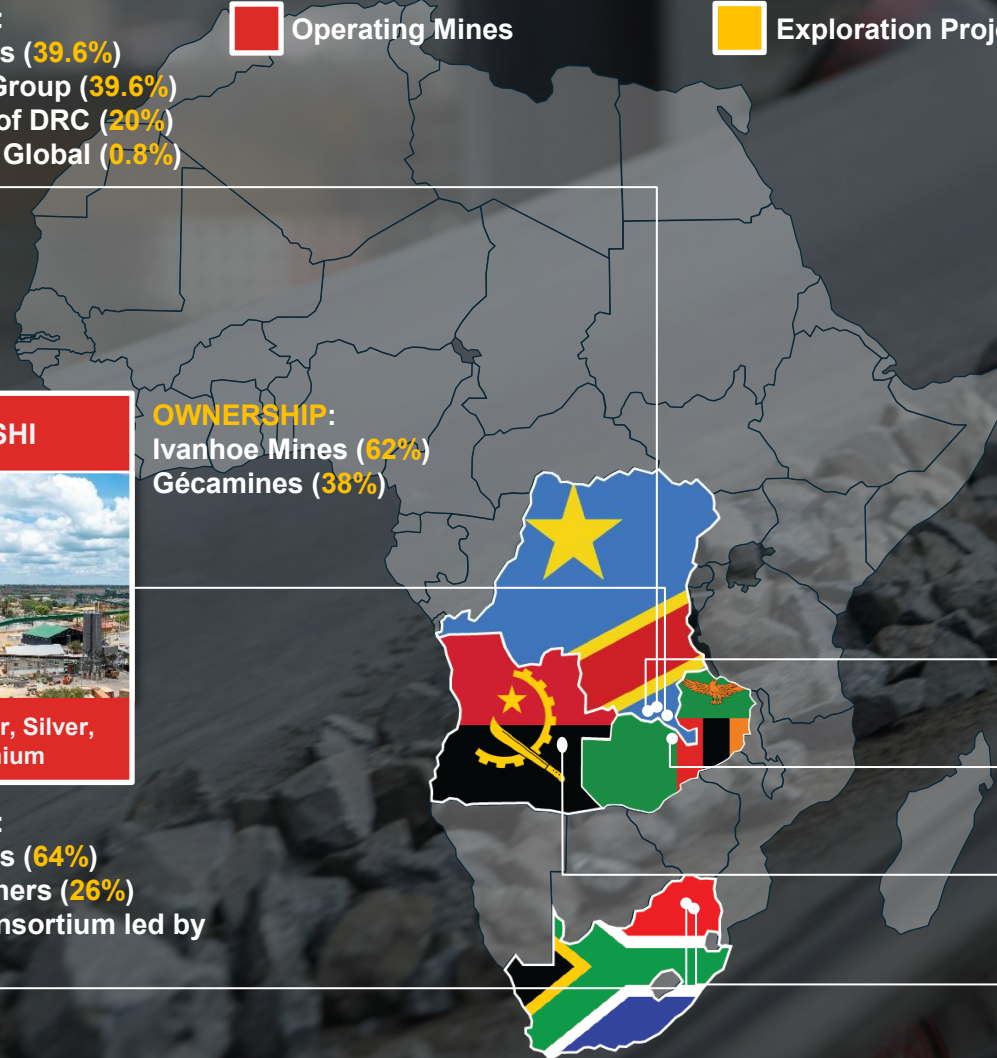 :
s (39.6%)
Group (39.6%)
of DRC (20%)
Global (0.8%)
Operating Mines
Exploration Proje
SHI
OWNERSHIP:
Ivanhoe Mines (62%)
Gécamines (38%)
r, Silver,
nium
:
s (64%)
ners (26%)
nsortium led by